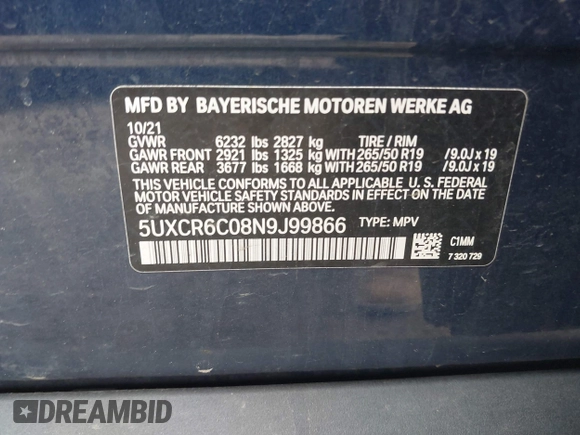 MFD BY BAYERISCHE MOTOREN WERKE AG
10/21
GVWR 6232 lbs 2827 kg TIRE / RIM
GAWR FRONT 2921 lbs 1325 kg WITH 265/50 R19 /9.0J x 19
GAWR REAR 3677 lbs 1668 kg WITH 265/50 R19 /9.0J x 19
THIS VEHICLE CONFORMS TO ALL APPLICABLE U. S. FEDERAL
MOTOR VEHICLE SAFETY STANDARDS IN EFFECT ON THE DATE
OF MANUFACTURE SHOWN ABOVE.
5UXCR6C08N9J99866 TYPE: MPV
C1MM
7 320 729
DREAMBID